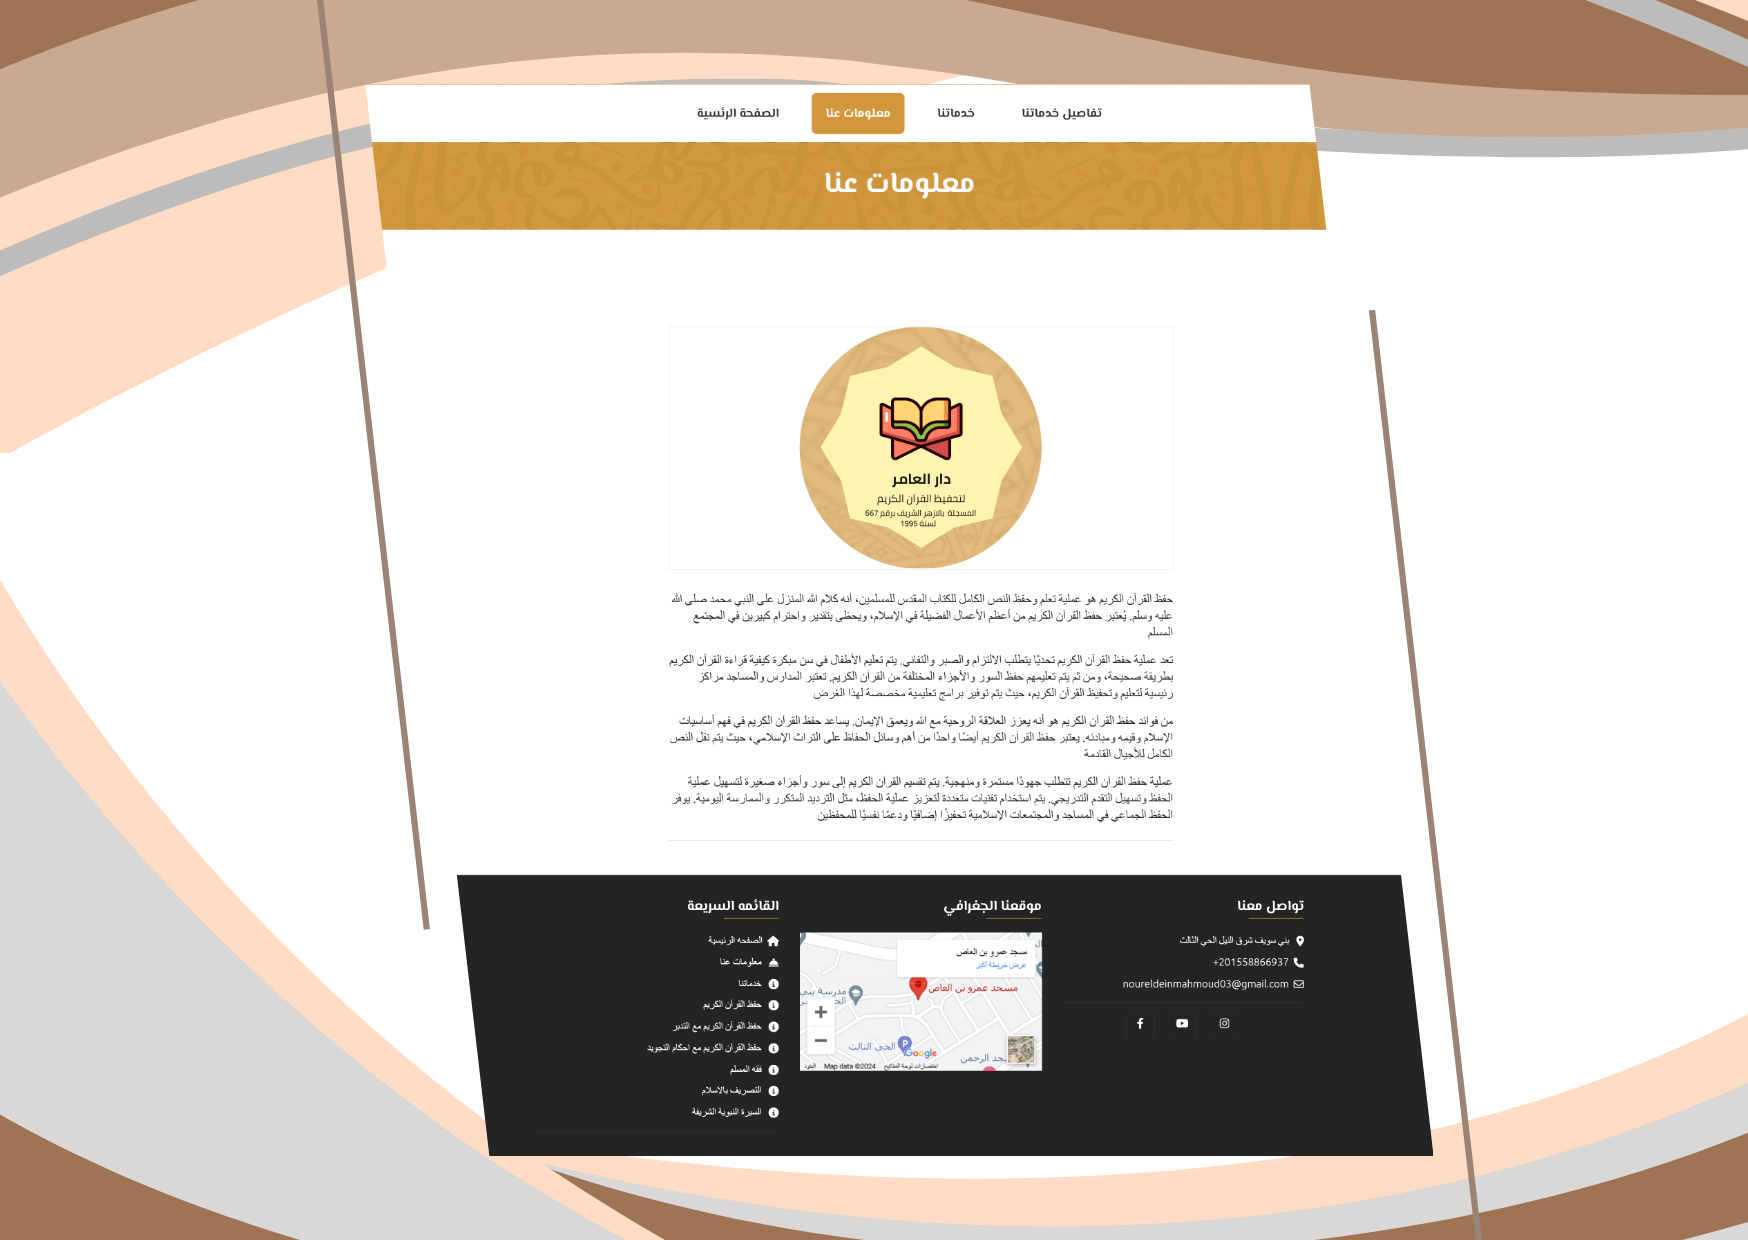 تفاصيل خدماتنا
خدماتنا
معلومات عنا
الصفحة الرئسية
معلومات عنا
دار العامر
لتحفيظ القران الكريم
المسجلة بالازهر الشريف برقم 667
لسنة 1995
حفظ القرآن الكريم هو عملية تعلم وحفظ النص الكامل للكتاب المقدس للمسلمين، أنه كلام الله المنزل على النبي محمد صلى الله
عليه وسلم. يُعتبر حفظ القرآن الكريم من أعظم الأعمال الفضيلة في الإسلام، ويحظى بتقدير واحترام كبيرين في المجتمع
المسلم
تعد عملية حفظ القرآن الكريم تحديًا يتطلب الالتزام والصبر والتفاني. يتم تعليم الأطفال في سن مبكرة كيفية قراءة القرآن الكريم
بطريقة صحيحة، ومن ثم يتم تعليمهم حفظ السور والأجزاء المختلفة من القرآن الكريم. تعتبر المدارس والمساجد مراكز
رئيسية لتعليم وتحفيظ القرآن الكريم، حيث يتم توفير برامج تعليمية مخصصة لهذا الغرض
من فوائد حفظ القرآن الكريم هو أنه يعزز العلاقة الروحية مع الله ويعمق الإيمان. يساعد حفظ القرآن الكريم في فهم أساسيات
الإسلام وقيمه ومبادئه. يعتبر حفظ القرآن الكريم أيضًا واحدًا من أهم وسائل الحفاظ على التراث الإسلامي، حيث يتم نقل النص
الكامل للأجيال القادمة
عملية حفظ القرآن الكريم تتطلب جهودًا مستمرة ومنهجية. يتم تقسيم القرآن الكريم إلى سور وأجزاء صغيرة لتسهيل عملية
الحفظ وتسهيل التقدم التدريجي. يتم استخدام تقنيات متعددة لتعزيز عملية الحفظ، مثل الترديد المتكرر والممارسة اليومية. يوفر
الحفظ الجماعي في المساجد والمجتمعات الإسلامية تحفيزًا إضافيًا ودعمًا نفسيًا للمحفظين
تواصل معنا
بني سويف شرق النيل الحي الثالث
+201558866937
noureldeinmahmoud03@gmail.com
موقعنا الجغرافي
مسجد عمرو بن العاص
عرض خريطة أكبر
مسجد عمرو بن العاص
مدرسة بني
الحي الثالث
Google
جد الرحمن
اختصارات لوحة المفاتيح
Map data ©2024
البنود
القائمه السريعة
الصفحه الرئيسية
معلومات عنا
خدماتنا
حفظ القرآن الكريم
حفظ القرآن الكريم مع التدبر
حفظ القرآن الكريم مع احكام التجويد
فقه المسلم
التصريف بالاسلام
السيرة النبوية الشريفة